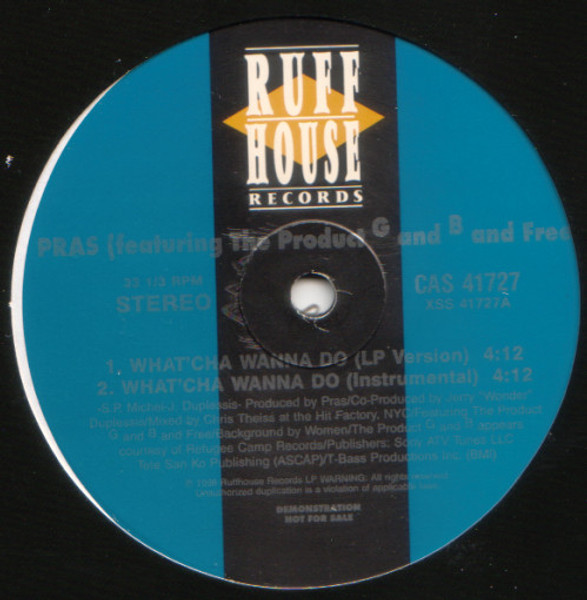 RUFF
HOUSE
RECORDS
PRAS (featuring The Product G and B and Free
33 1/3 RPM
STEREO
CAS 41727
XSS 41727A
1. WHAT'CHA WANNA DO (LP Version) 4:12
2. WHAT'CHA WANNA DO (Instrumental) 4:12
-S.P. Michel-J. Duplessis- Produced by Pras/Co-Produced by Jerry "Wonder"
Duplessis/Mixed by Chris Theiss at the Hit Factory, NYC/Featuring The Product
G and B and Free/Background by Women/The Product G and B appears
courtesy of Refugee Camp Records/Publishers: Sony ATV Tunes LLC
Tete San Ko Publishing (ASCAP)/T-Bass Productions Inc. (BMI)
Ruffhouse Records LP WARNING: All rights reserved
Unauthorized duplication is a violation of applicable laws.
DEMONSTRATION
NOT FOR SALE